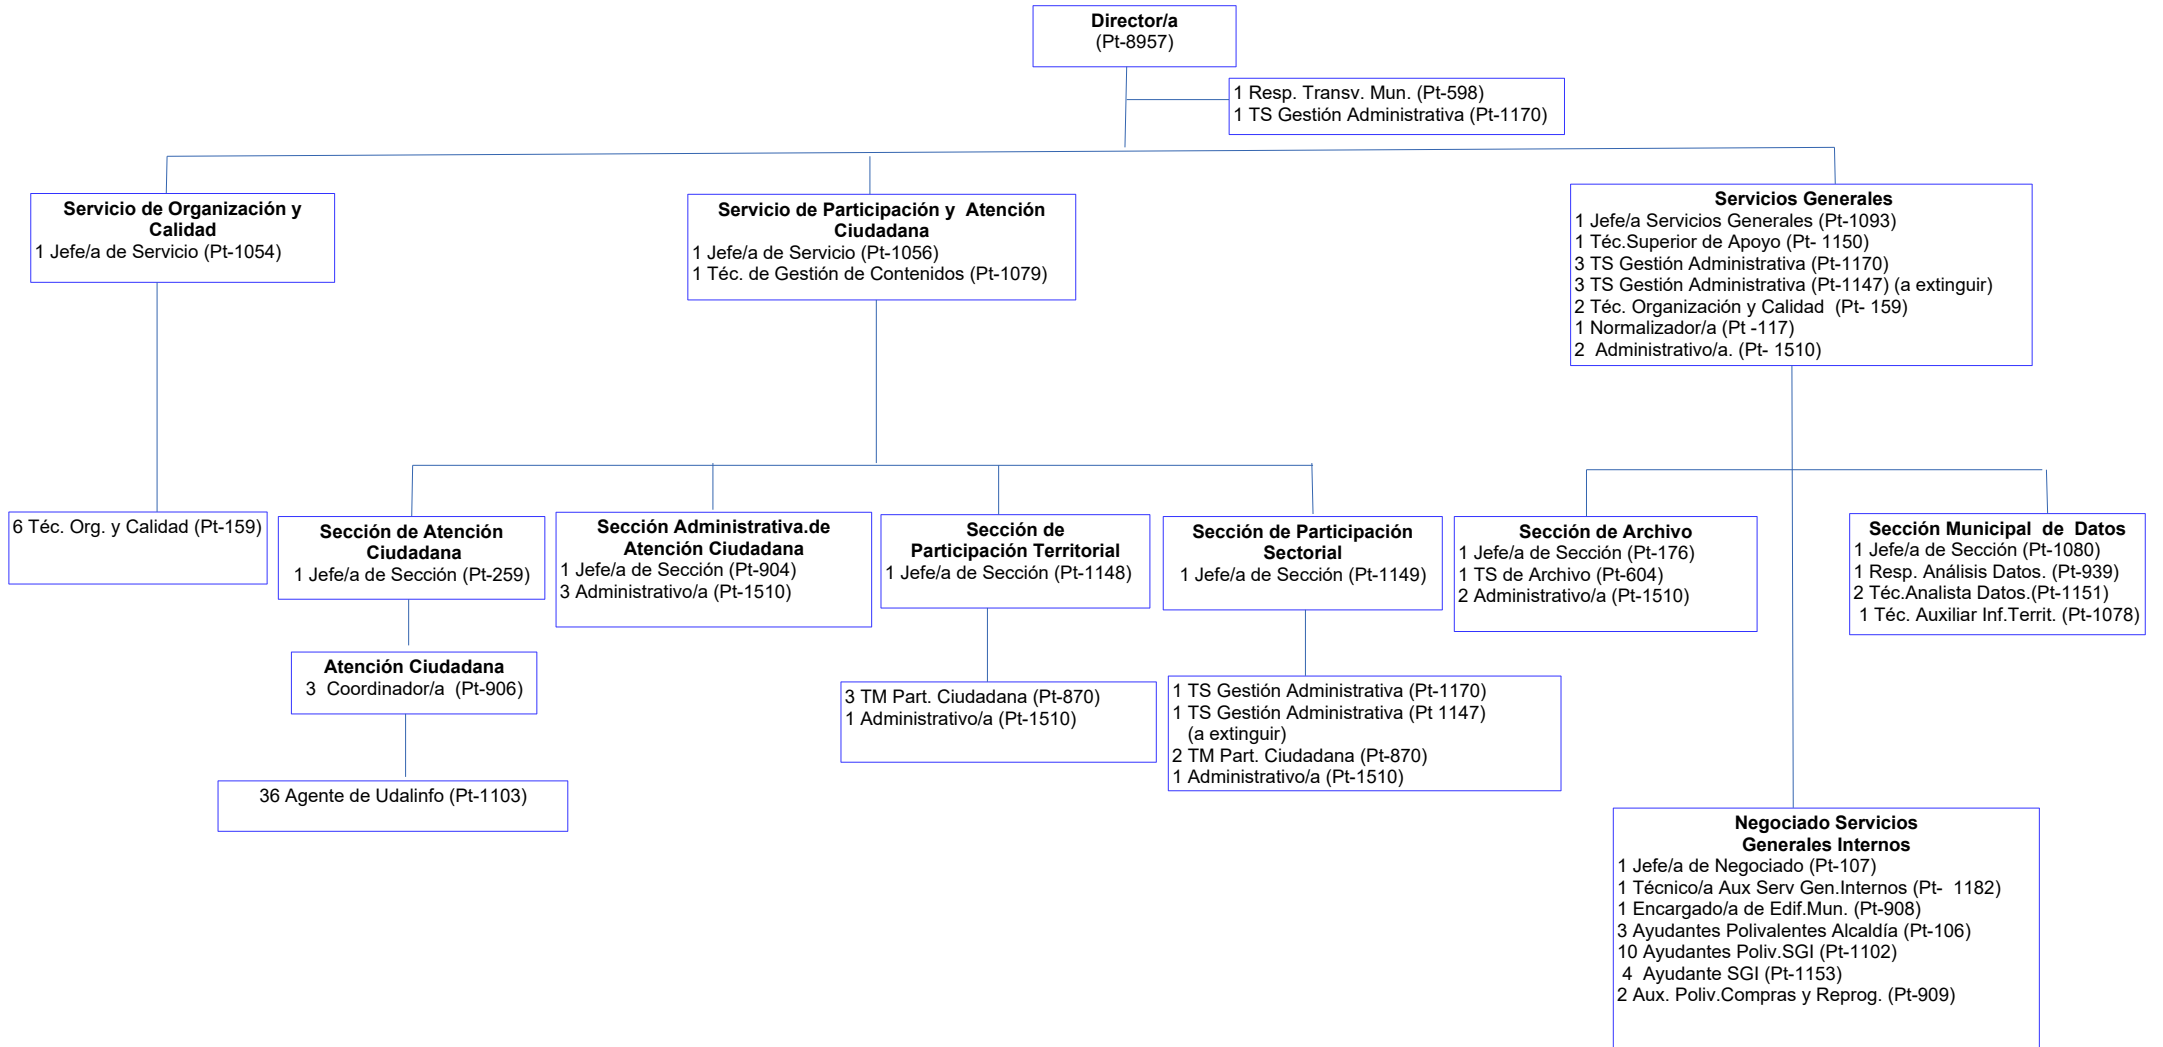 Director/a
(Pt-8957)
1 Resp. Transv. Mun. (Pt-598)
1 TS Gestión Administrativa (Pt-1170)
Servicio de Organización y
Calidad
1 Jefe/a de Servicio (Pt-1054)
Servicio de Participación y  Atención
Ciudadana
1 Jefe/a de Servicio (Pt-1056)
1 Téc. de Gestión de Contenidos (Pt-1079)
Servicios Generales
1 Jefe/a Servicios Generales (Pt-1093)
1 Téc.Superior de Apoyo (Pt- 1150)
3 TS Gestión Administrativa (Pt-1170)
3 TS Gestión Administrativa (Pt-1147) (a extinguir)
2 Téc. Organización y Calidad  (Pt- 159)
1 Normalizador/a (Pt -117)
2  Administrativo/a. (Pt- 1510)
6 Téc. Org. y Calidad (Pt-159)
Sección de Atención
Ciudadana
1 Jefe/a de Sección (Pt-259)
Sección Administrativa.de
Atención Ciudadana
1 Jefe/a de Sección (Pt-904)
3 Administrativo/a (Pt-1510)
Sección de
Participación Territorial
1 Jefe/a de Sección (Pt-1148)
Sección de Participación
Sectorial
1 Jefe/a de Sección (Pt-1149)
Sección de Archivo
1 Jefe/a de Sección (Pt-176)
1 TS de Archivo (Pt-604)
2 Administrativo/a (Pt-1510)
Sección Municipal  de  Datos
1 Jefe/a de Sección (Pt-1080)
1 Resp. Análisis Datos. (Pt-939)
2 Téc.Analista Datos.(Pt-1151)
1 Téc. Auxiliar Inf.Territ. (Pt-1078)
Atención Ciudadana
3  Coordinador/a  (Pt-906)
3 TM Part. Ciudadana (Pt-870)
1 Administrativo/a (Pt-1510)
1 TS Gestión Administrativa (Pt-1170)
1 TS Gestión Administrativa (Pt 1147)
(a extinguir)
2 TM Part. Ciudadana (Pt-870)
1 Administrativo/a (Pt-1510)
36 Agente de Udalinfo (Pt-1103)
Negociado Servicios
Generales Internos
1 Jefe/a de Negociado (Pt-107)
1 Técnico/a Aux Serv Gen.Internos (Pt-  1182)
1 Encargado/a de Edif.Mun. (Pt-908)
3 Ayudantes Polivalentes Alcaldía (Pt-106)
10 Ayudantes Poliv.SGI (Pt-1102)
4  Ayudante SGI (Pt-1153)
2 Aux. Poliv.Compras y Reprog. (Pt-909)